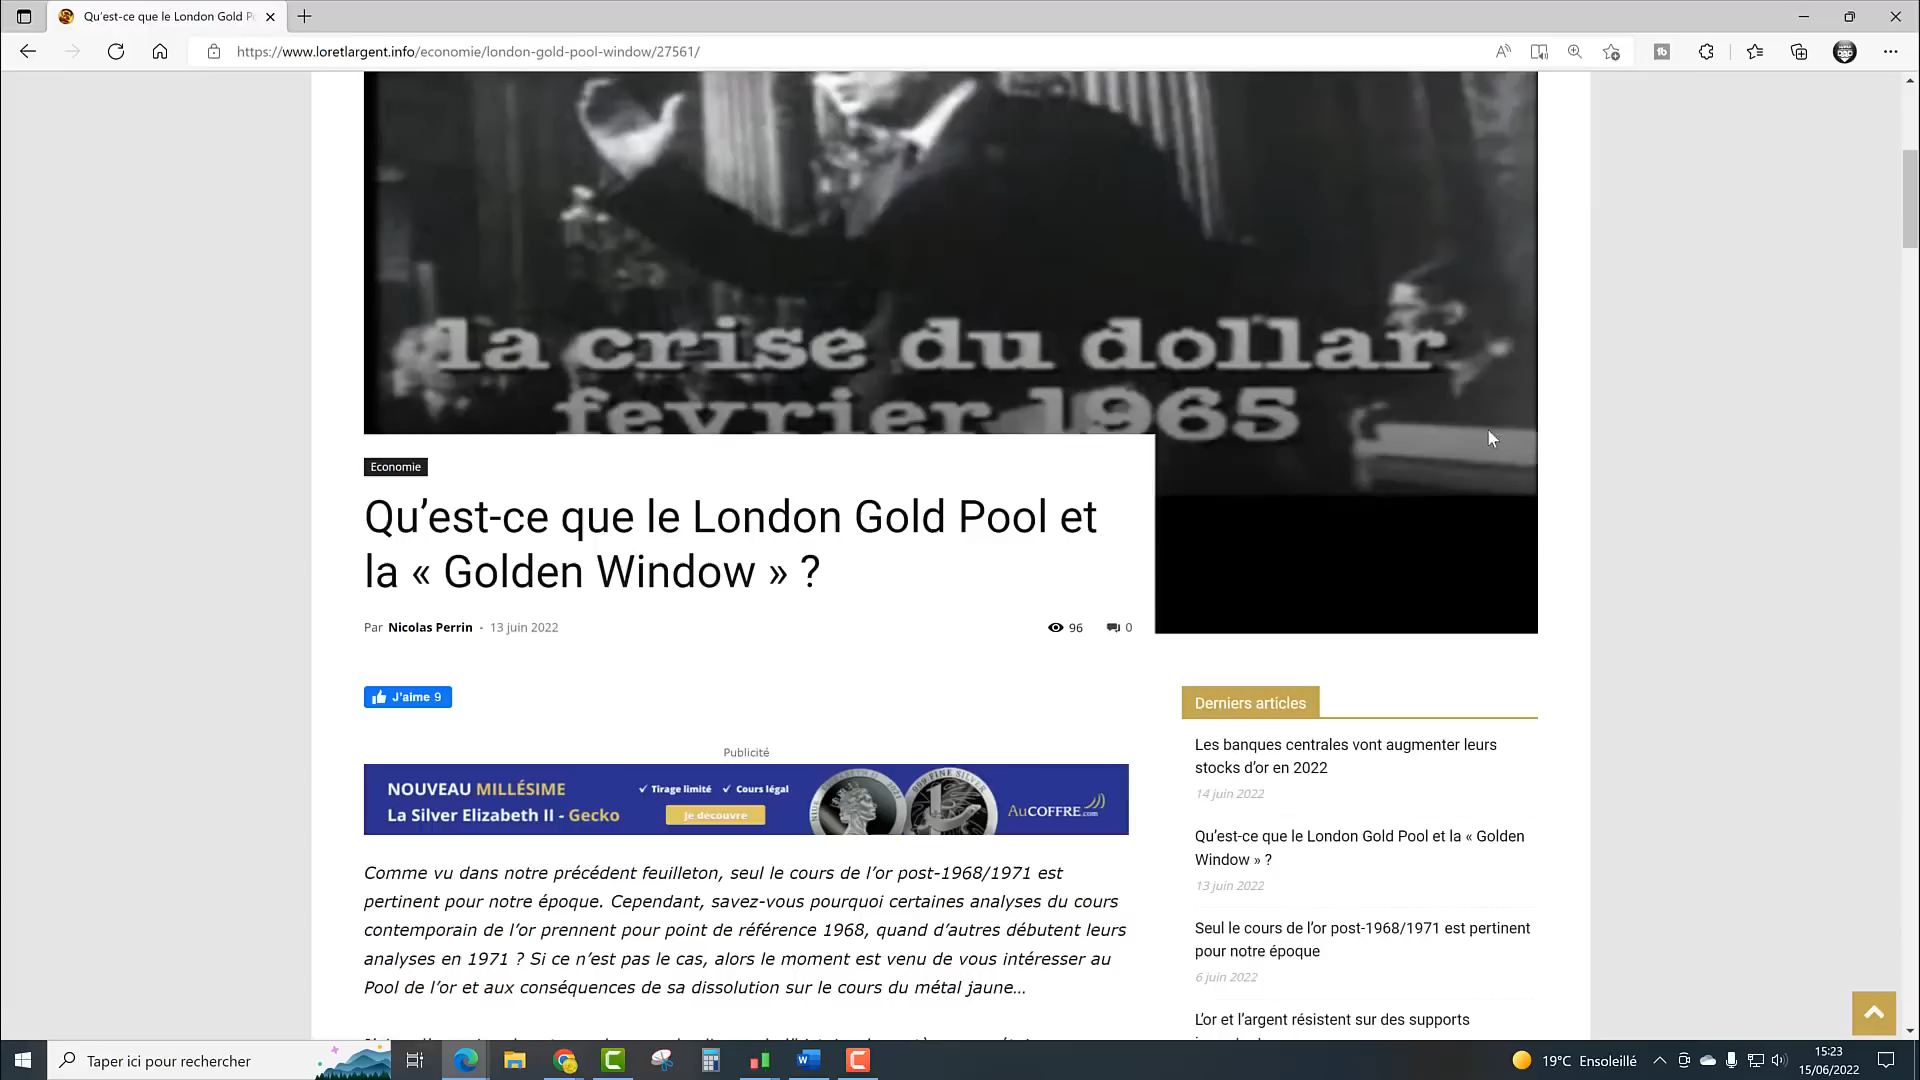 Qu’est-ce que le London Gold P
https://www.loretlargent.info/economie/london-gold-pool-window/27561/
la crise du dollar
fevrier 1965
Economie
Qu’est-ce que le London Gold Pool et
la « Golden Window » ?
Par Nicolas Perrin - 13 juin 2022
96
0
J'aime 9
Publicité
NOUVEAU MILLÉSIME
La Silver Elizabeth II - Gecko
✓ Tirage limité ✓ Cours légal
Je découvre
AuCOFFRE.com
Comme vu dans notre précédent feuilleton, seul le cours de l’or post-1968/1971 est
pertinent pour notre époque. Cependant, savez-vous pourquoi certaines analyses du cours
contemporain de l’or prennent pour point de référence 1968, quand d’autres débutent leurs
analyses en 1971 ? Si ce n’est pas le cas, alors le moment est venu de vous intéresser au
Pool de l’or et aux conséquences de sa dissolution sur le cours du métal jaune…
Derniers articles
Les banques centrales vont augmenter leurs
stocks d’or en 2022
14 juin 2022
Qu’est-ce que le London Gold Pool et la « Golden
Window » ?
13 juin 2022
Seul le cours de l’or post-1968/1971 est pertinent
pour notre époque
6 juin 2022
L’or et l’argent résistent sur des supports
Taper ici pour rechercher
19°C Ensoleillé
15:23
15/06/2022